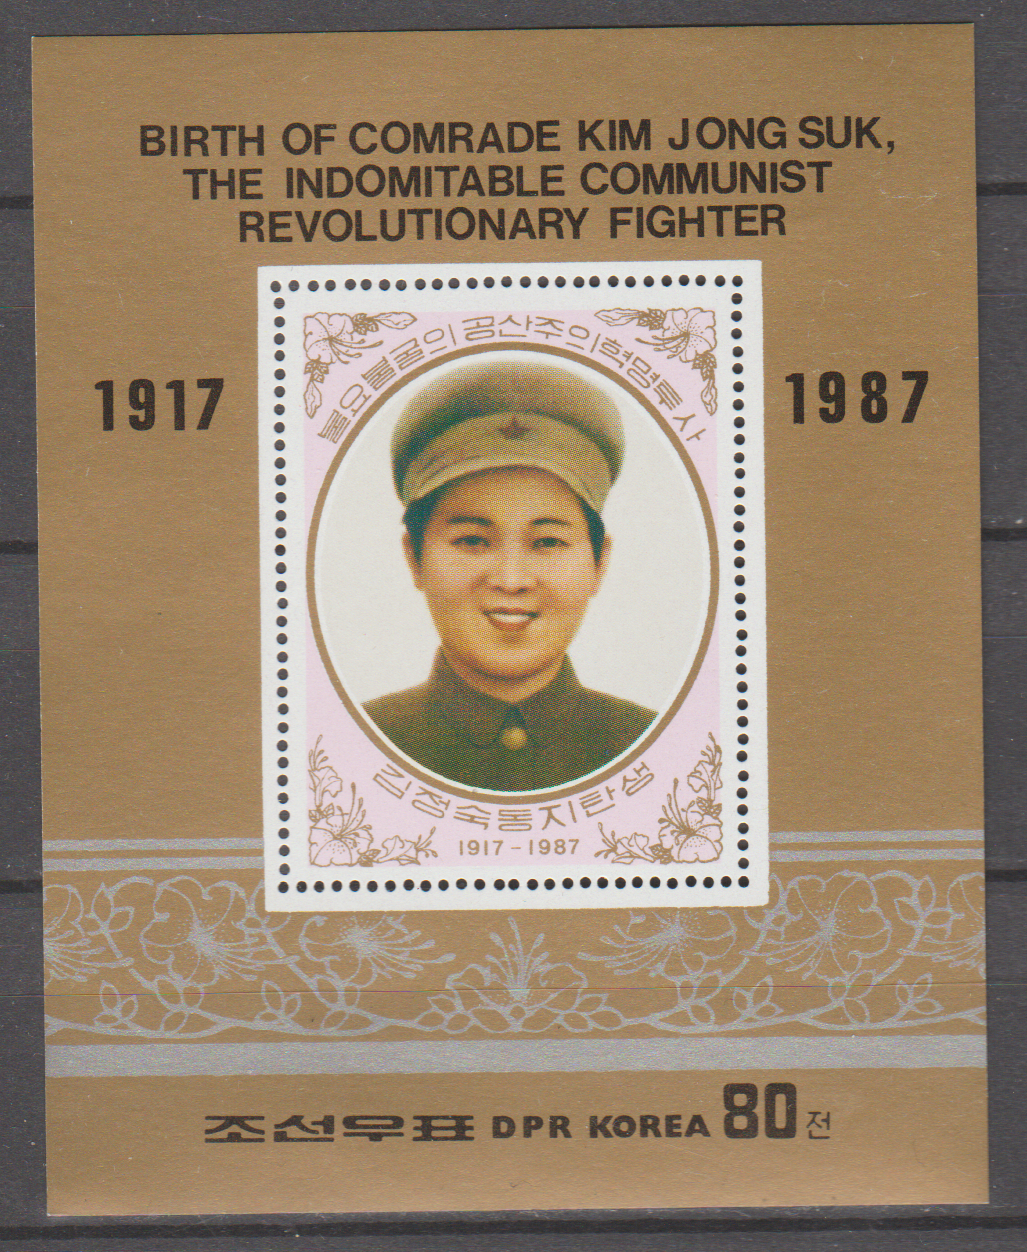 BIRTH OF COMRADE KIM JONG SUK,
THE INDOMITABLE COMMUNIST
REVOLUTIONARY FIGHTER
1917
1987
불요불굴의 공산주의혁명투사
김정숙동지탄생
1917-1987
조선우표 DPR KOREA 80전